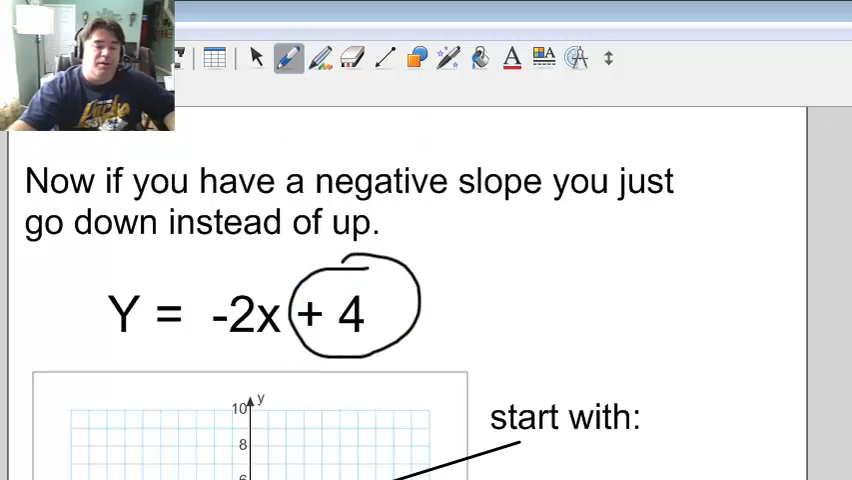 Now if you have a negative slope you just
go down instead of up.
Y = -2x + 4
10
y
8
6
start with: